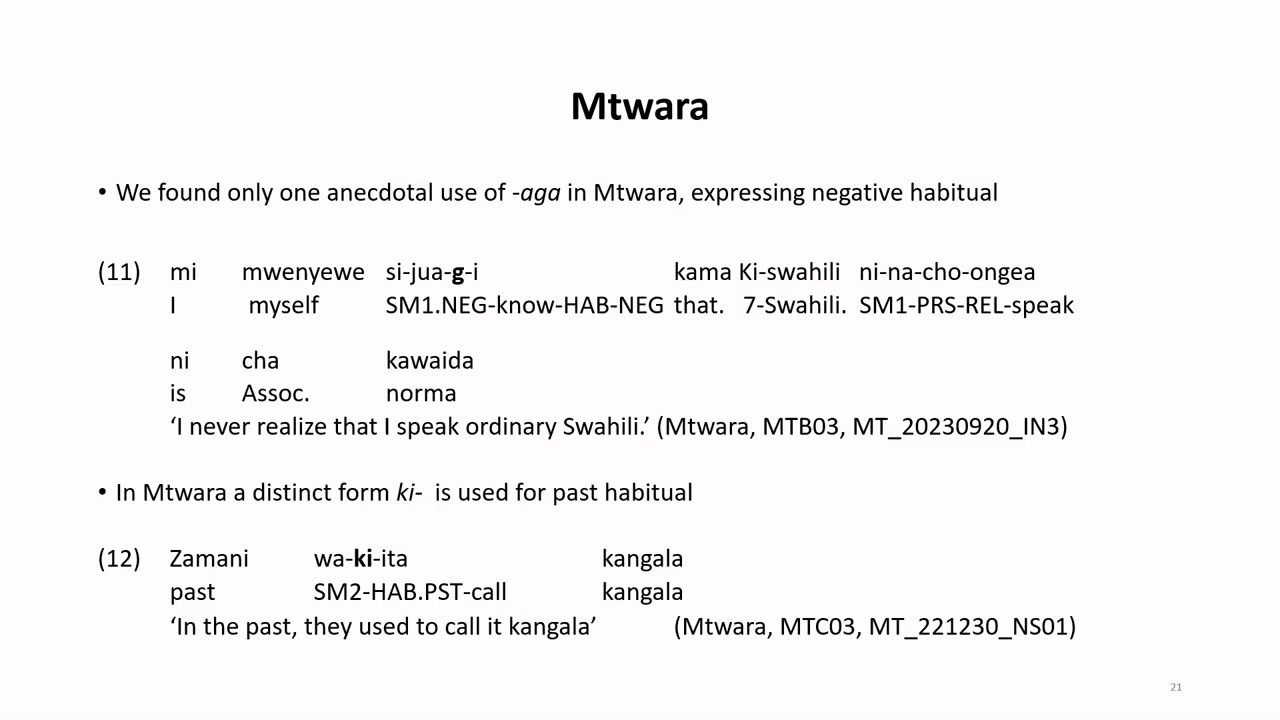 Mtwara
• We found only one anecdotal use of -aga in Mtwara, expressing negative habitual
(11) mi mwenyewe si-jua-g-i kama Ki-swahili ni-na-cho-ongea
I myself SM1.NEG-know-HAB-NEG that. 7-Swahili. SM1-PRS-REL-speak
ni cha kawaida
is Assoc. norma
‘I never realize that I speak ordinary Swahili.’ (Mtwara, MTB03, MT_20230920_IN3)
• In Mtwara a distinct form ki- is used for past habitual
(12) Zamani wa-ki-ita kangala
past SM2-HAB.PST-call kangala
‘In the past, they used to call it kangala’ (Mtwara, MTC03, MT_221230_NS01)
21